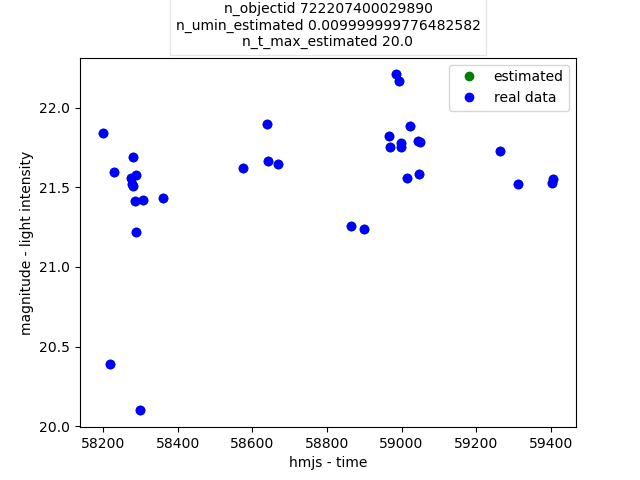 n_objectid 722207400029890
n_umin_estimated 0.009999999776482582
n_t_max_estimated 20.0
estimated
real data
magnitude - light intensity
22.0
21.5
21.0
20.5
20.0
58200 58400 58600 58800 59000 59200 59400
hmjs - time